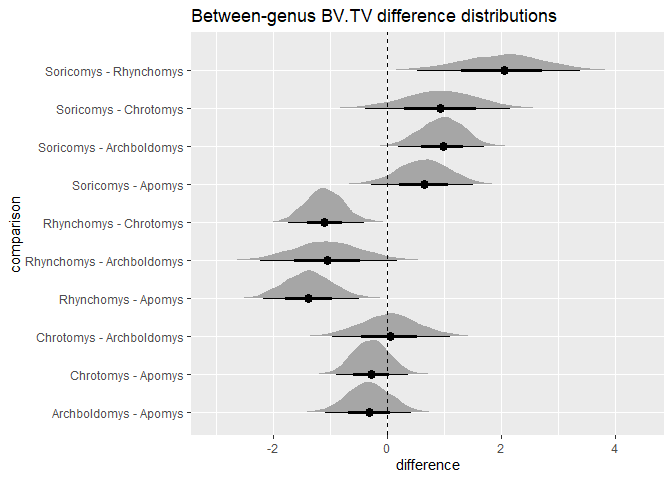 Between-genus BV.TV difference distributions
comparison
Soricomys - Rhynchomys
Soricomys - Chrotomys
Soricomys - Archboldomys
Soricomys - Apomys
Rhynchomys - Chrotomys
Rhynchomys - Archboldomys
Rhynchomys - Apomys
Chrotomys - Archboldomys
Chrotomys - Apomys
Archboldomys - Apomys
-2 0 2 4
difference